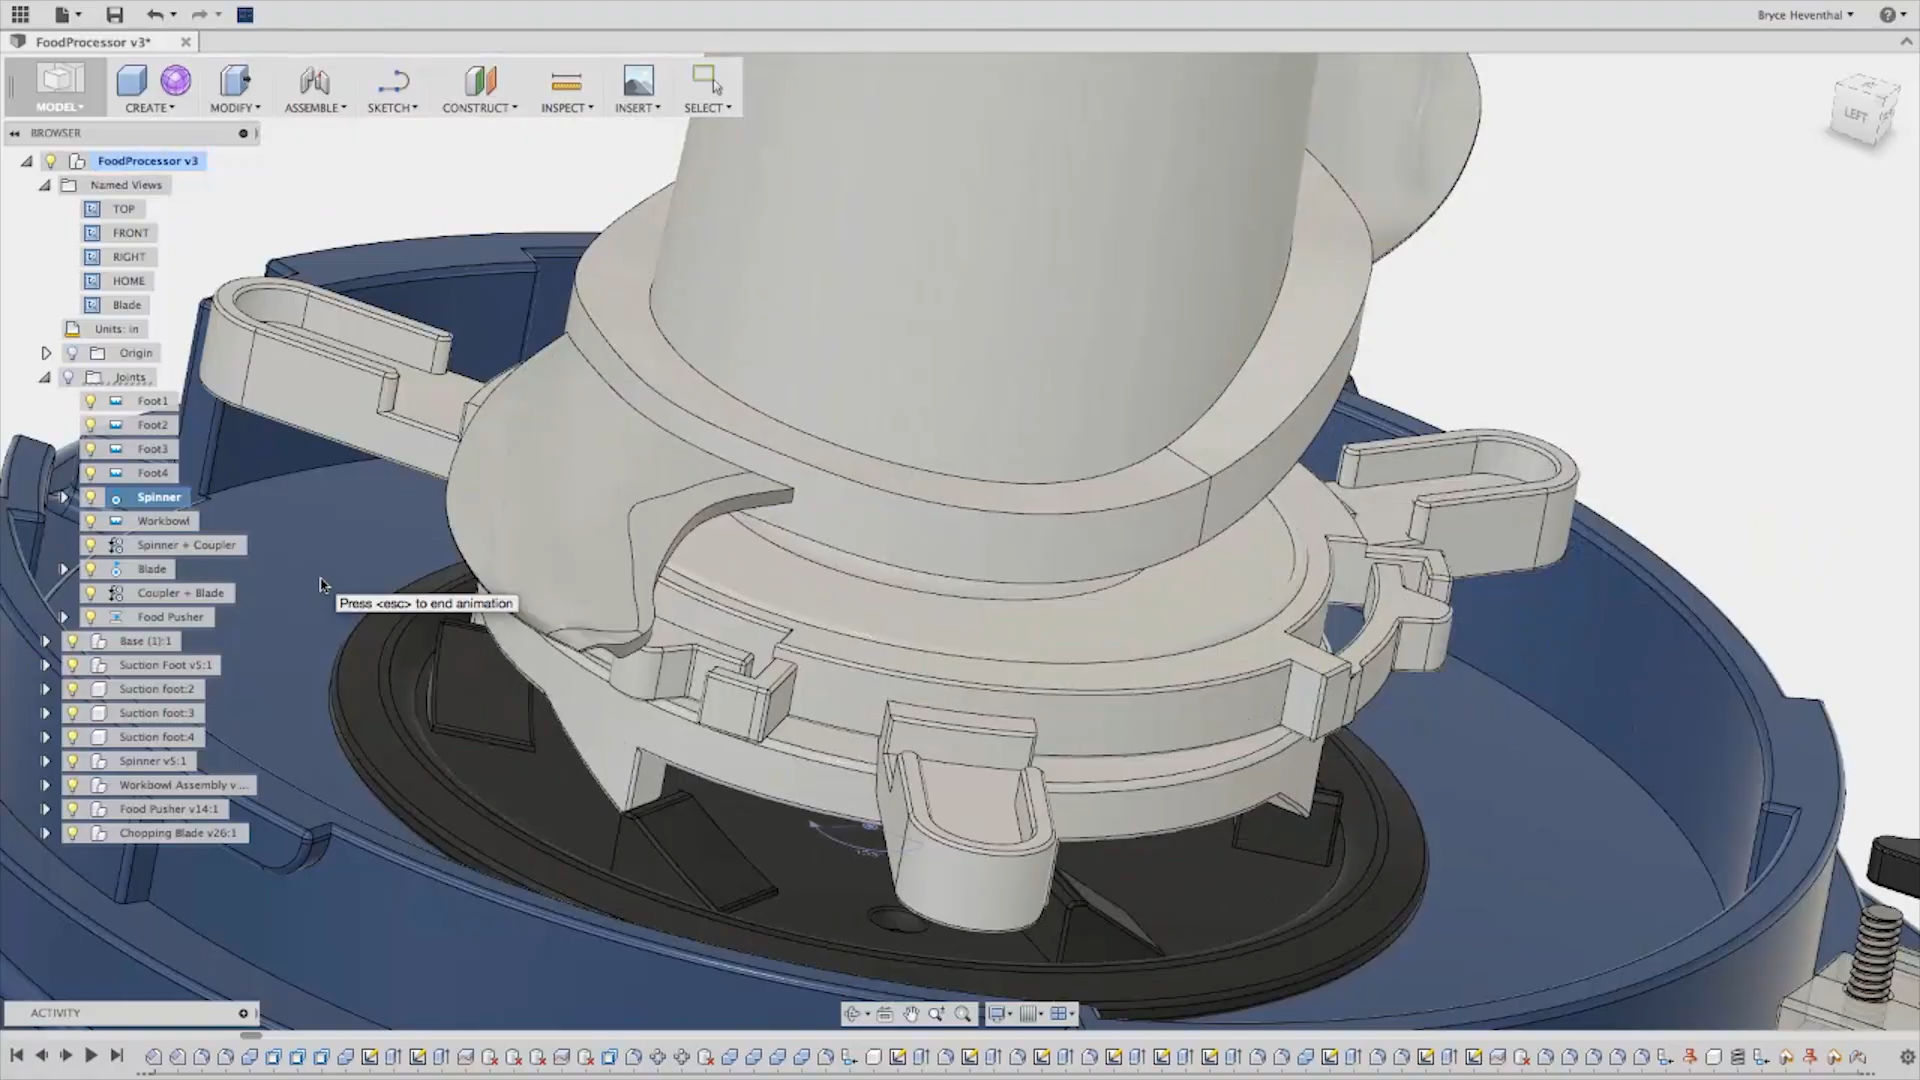 Bryce Heventhal
FoodProcessor v3*
MODEL
CREATE
MODIFY
ASSEMBLE
SKETCH
CONSTRUCT
INSPECT
INSERT
SELECT
LEFT
BROWSER
FoodProcessor v3
Named Views
TOP
FRONT
RIGHT
HOME
Blade
Units: in
Origin
Joints
Foot1
Foot2
Foot3
Foot4
Spinner
Workbowl
Spinner + Coupler
Blade
Coupler + Blade
Press <esc> to end animation
Food Pusher
Base (1):1
Suction Foot v5:1
Suction foot:2
Suction foot:3
Suction foot:4
Spinner v5:1
Workbowl Assembly v...
Food Pusher v14:1
Chopping Blade v26:1
ACTIVITY